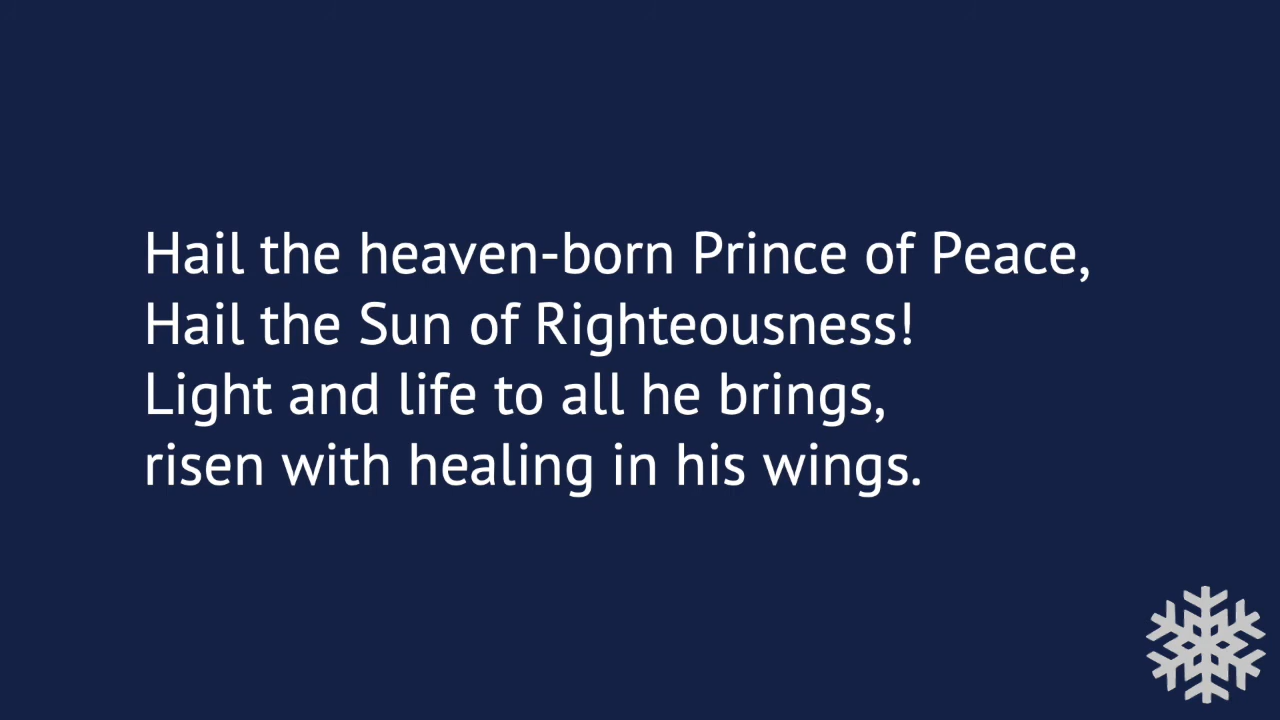 Hail the heaven-born Prince of Peace,
Hail the Sun of Righteousness!
Light and life to all he brings,
risen with healing in his wings.